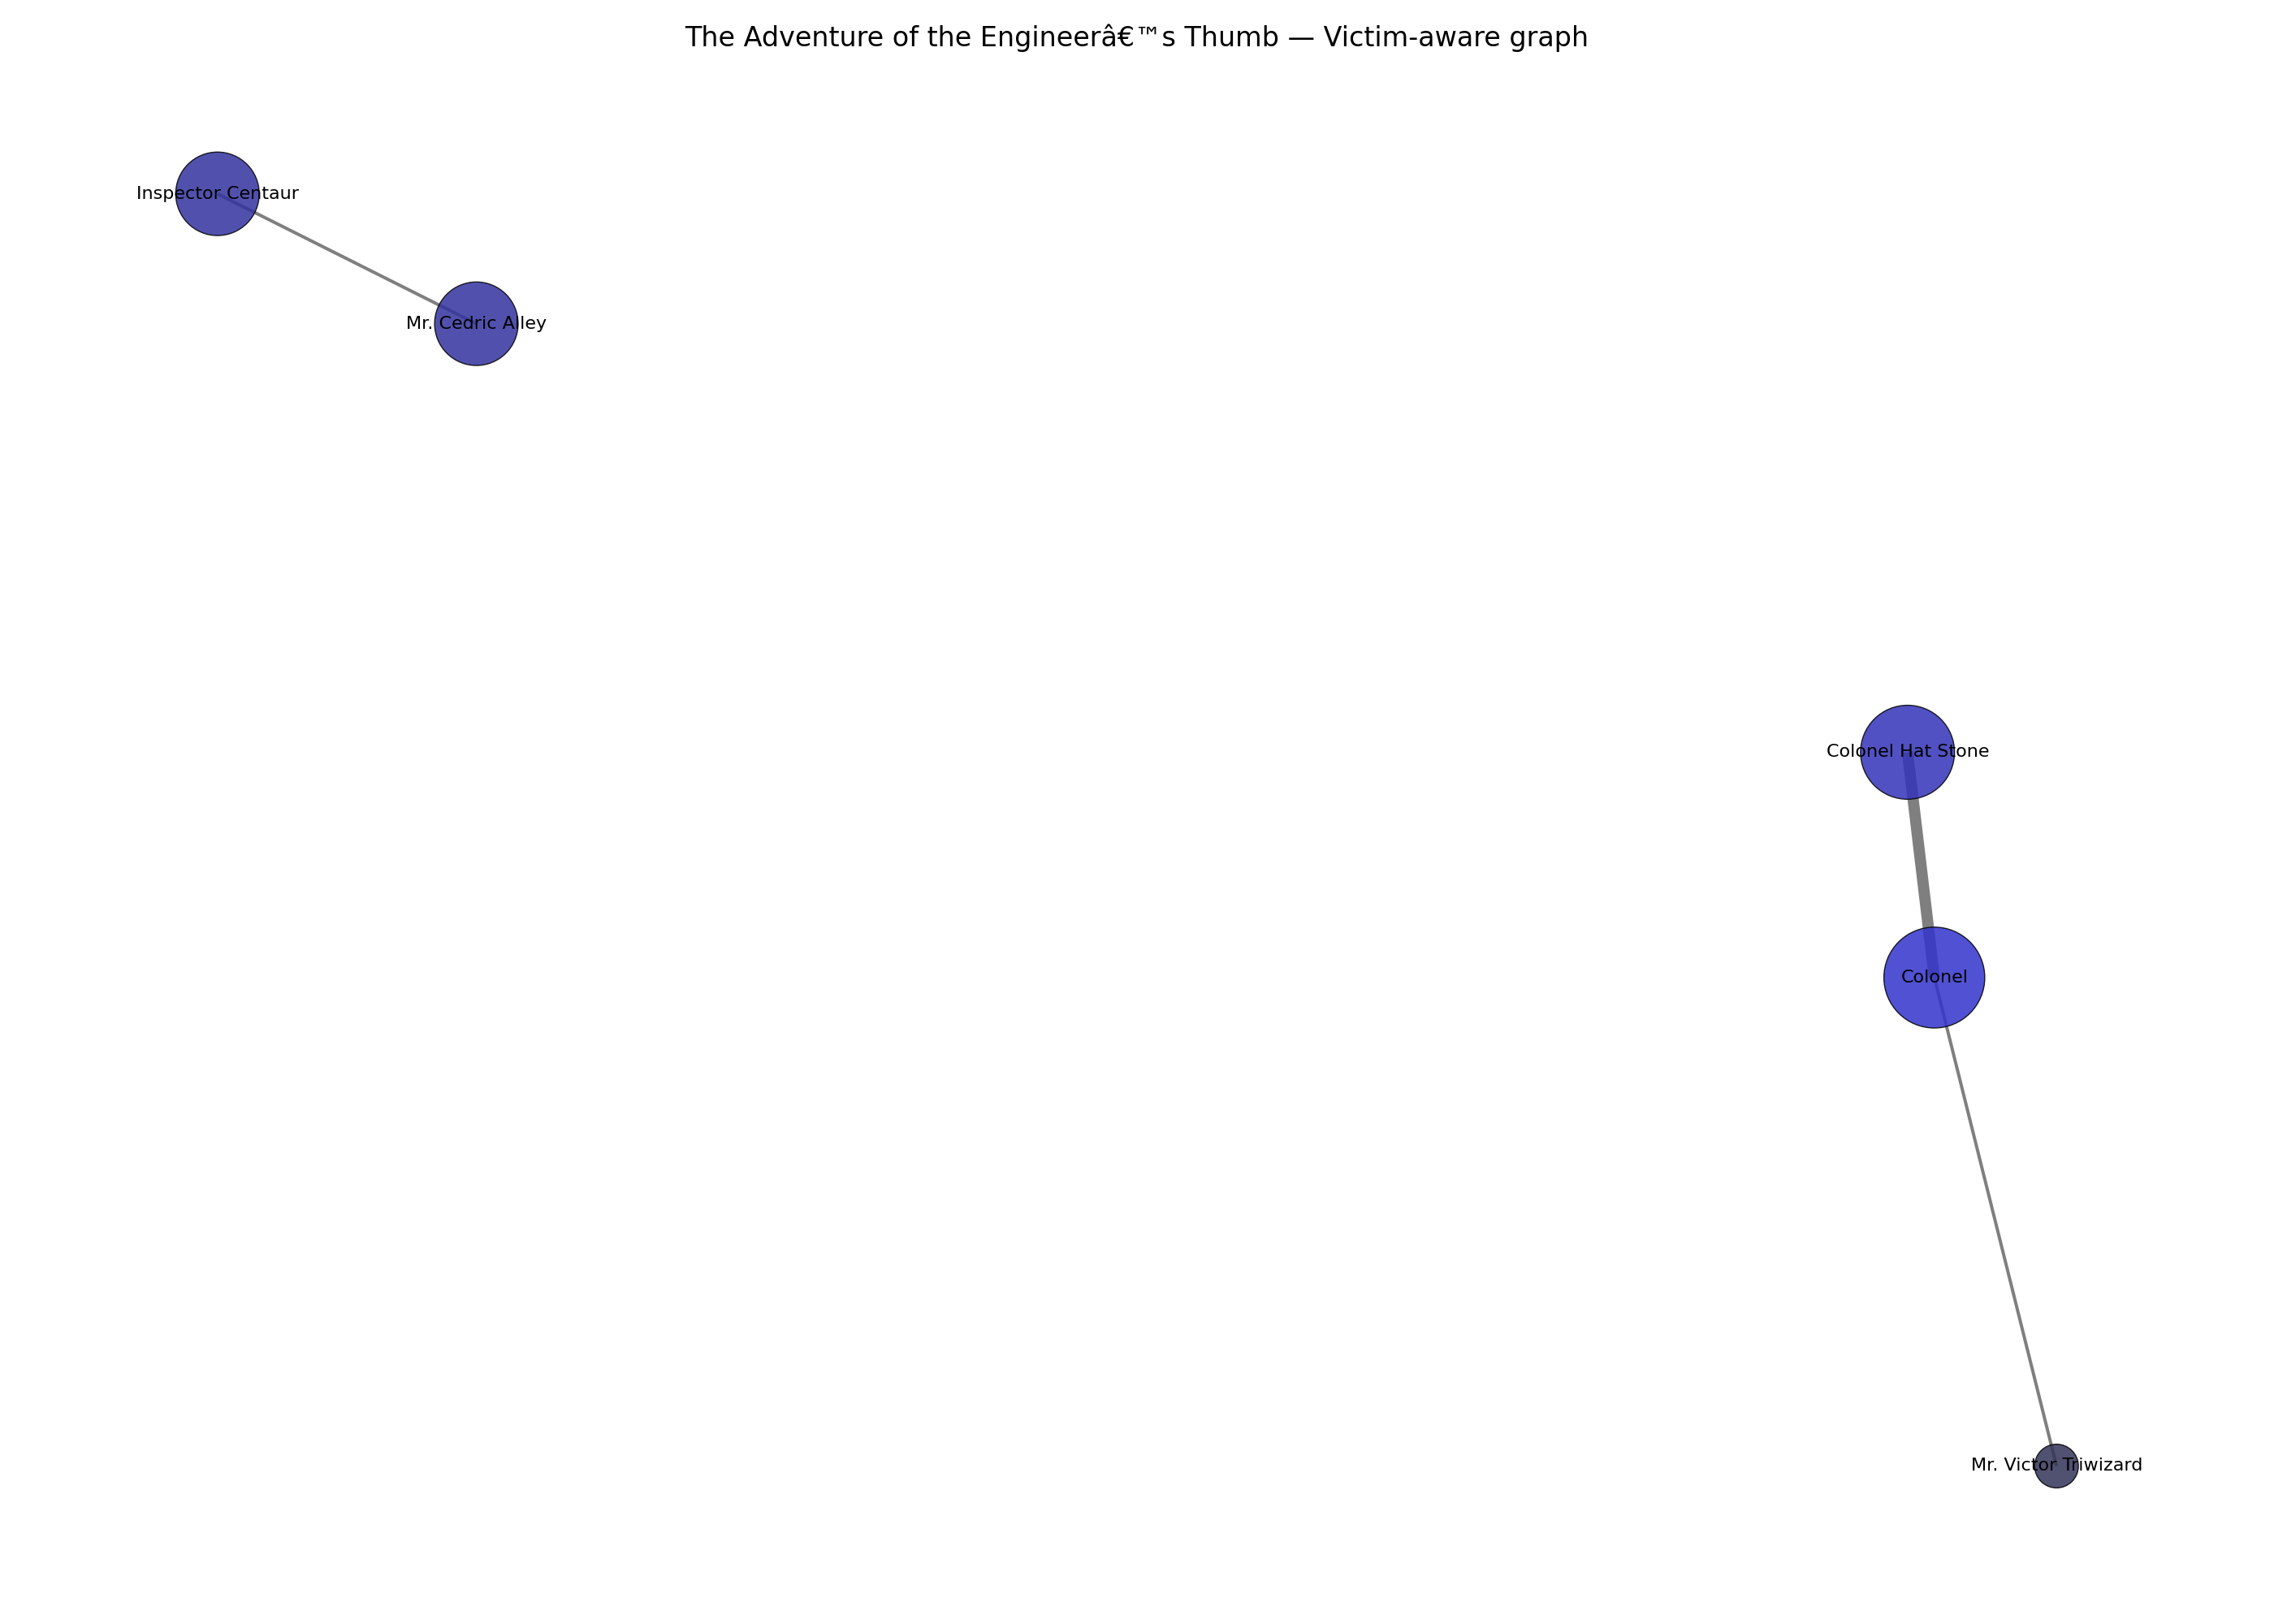 The Adventure of the Engineerâ€™s Thumb — Victim-aware graph
Inspector Centaur
Mr. Cedric Alley
Colonel Hat Stone
Colonel
Mr. Victor Triwizard